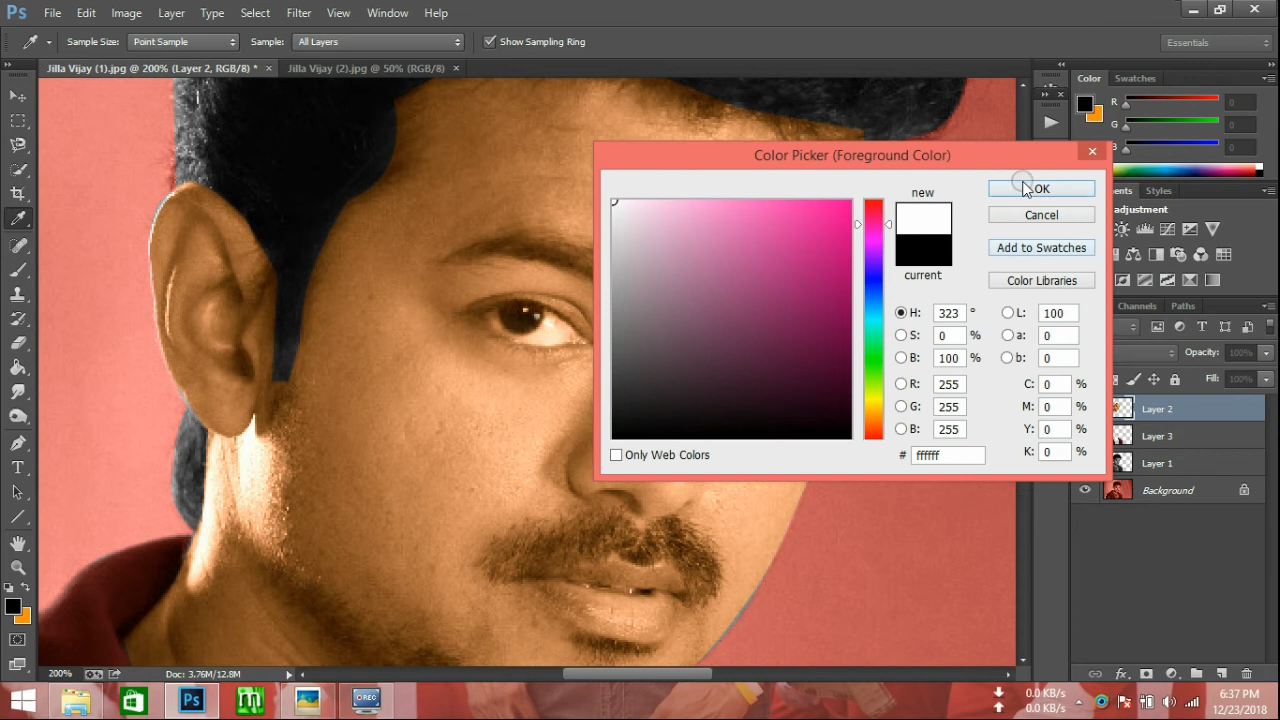 Ps File Edit Image Layer Type Select Filter View Window Help
Sample Size: Point Sample Sample: All Layers Show Sampling Ring Essentials
Jilla Vijay (1).jpg @ 200% (Layer 2, RGB/8) * × Jilla Vijay (2).jpg @ 50% (RGB/8) ×
Color Swatches
R 0
G 0
B 0
Styles
adjustment
Channels Paths
Opacity: 100%
Fill: 100%
Layer 2
Layer 3
Layer 1
Background
Color Picker (Foreground Color)
new
current
OK
Cancel
Add to Swatches
Color Libraries
H: 323 ° L: 100
S: 0 % a: 0
B: 100 % b: 0
R: 255 C: 0 %
G: 255 M: 0 %
B: 255 Y: 0 %
# ffffff K: 0 %
Only Web Colors
200% Doc: 3.76M/12.8M
Ps OREC
0.0 KB/s
0.0 KB/s
6:37 PM
12/23/2018